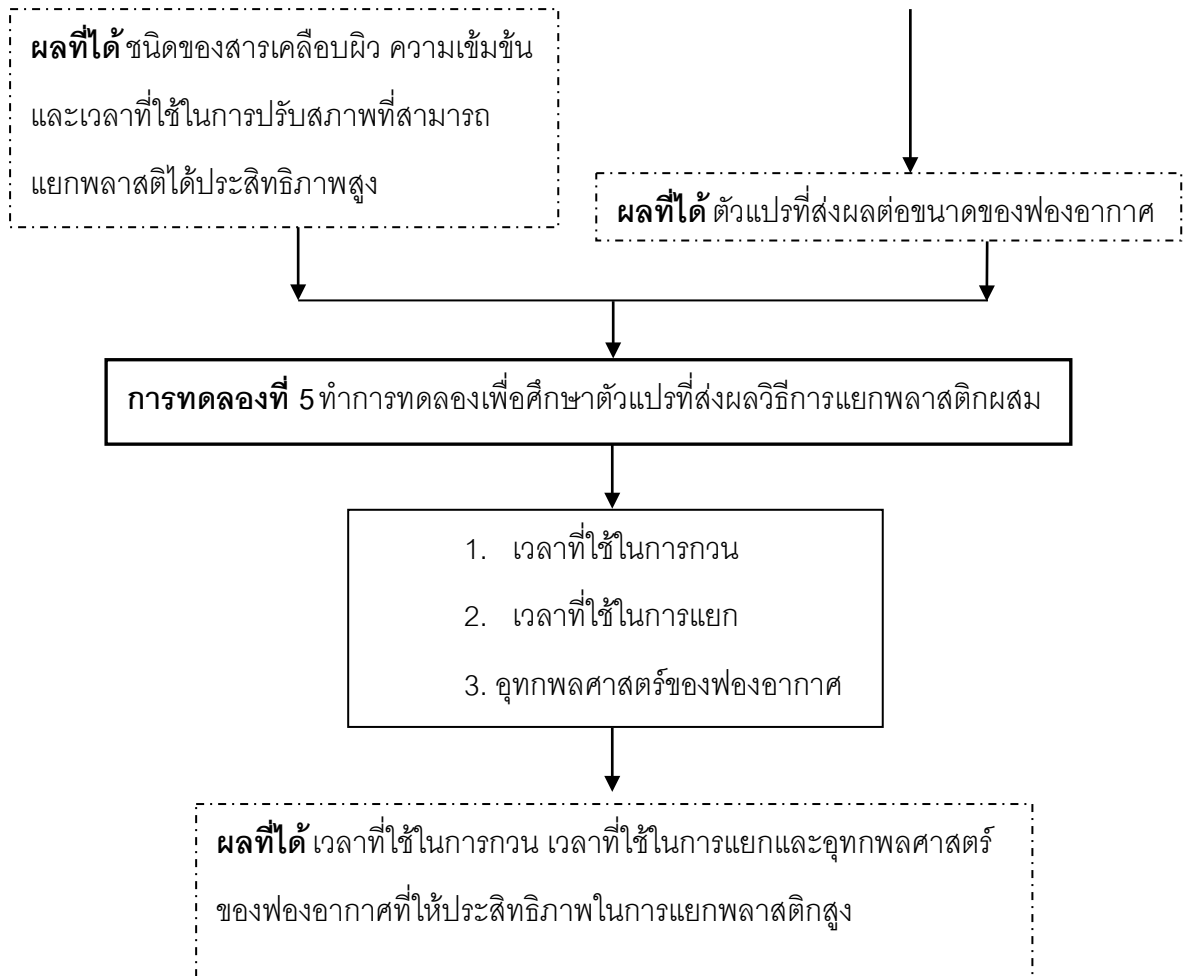 ผลที่ได้ ชนิดของสารเคลือบผิว ความเข้มข้น
และเวลาที่ใช้ในการปรับสภาพที่สามารถ
แยกพลาสติได้ประสิทธิภาพสูง
ผลที่ได้ ตัวแปรที่ส่งผลต่อขนาดของฟองอากาศ
การทดลองที่ 5 ทำการทดลองเพื่อศึกษาตัวแปรที่ส่งผลวิธีการแยกพลาสติกผสม
1. เวลาที่ใช้ในการกวน
2. เวลาที่ใช้ในการแยก
3. อุทกพลศาสตร์ของฟองอากาศ
ผลที่ได้ เวลาที่ใช้ในการกวน เวลาที่ใช้ในการแยกและอุทกพลศาสตร์
ของฟองอากาศที่ให้ประสิทธิภาพในการแยกพลาสติกสูง